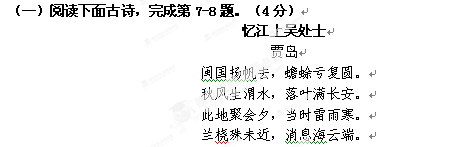 （一）阅读下面古诗，完成第 7-8 题。（4 分）
忆江上吴处士
贾岛
闽国扬帆去，蟾蜍亏复圆。
秋风生渭水，落叶满长安。
此地聚会夕，当时雷雨寒。
兰桡殊未近，消息海云端。